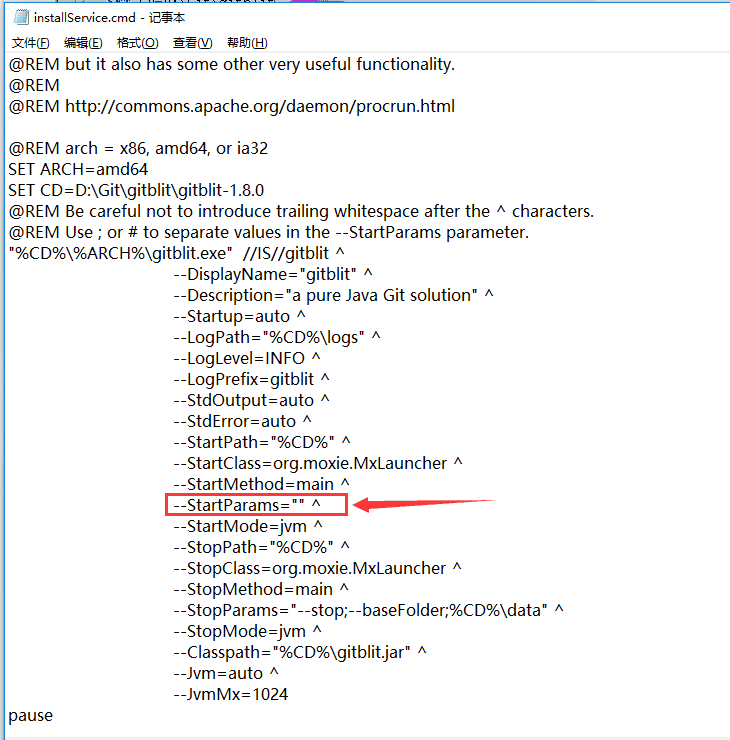 installService.cmd - 记事本
文件(F) 编辑(E) 格式(O) 查看(V) 帮助(H)
@REM but it also has some other very useful functionality.
@REM
@REM http://commons.apache.org/daemon/procrun.html
@REM arch = x86, amd64, or ia32
SET ARCH=amd64
SET CD=D:\Git\gitblit\gitblit-1.8.0
@REM Be careful not to introduce trailing whitespace after the ^ characters.
@REM Use ; or # to separate values in the --StartParams parameter.
"%CD%\%ARCH%\gitblit.exe"  //IS//gitblit ^
--DisplayName="gitblit" ^
--Description="a pure Java Git solution" ^
--Startup=auto ^
--LogPath="%CD%\logs" ^
--LogLevel=INFO ^
--LogPrefix=gitblit ^
--StdOutput=auto ^
--StdError=auto ^
--StartPath="%CD%" ^
--StartClass=org.moxie.MxLauncher ^
--StartMethod=main ^
--StartParams="" ^
--StartMode=jvm ^
--StopPath="%CD%" ^
--StopClass=org.moxie.MxLauncher ^
--StopMethod=main ^
--StopParams="--stop;--baseFolder;%CD%\data" ^
--StopMode=jvm ^
--Classpath="%CD%\gitblit.jar" ^
--Jvm=auto ^
--JvmMx=1024
pause